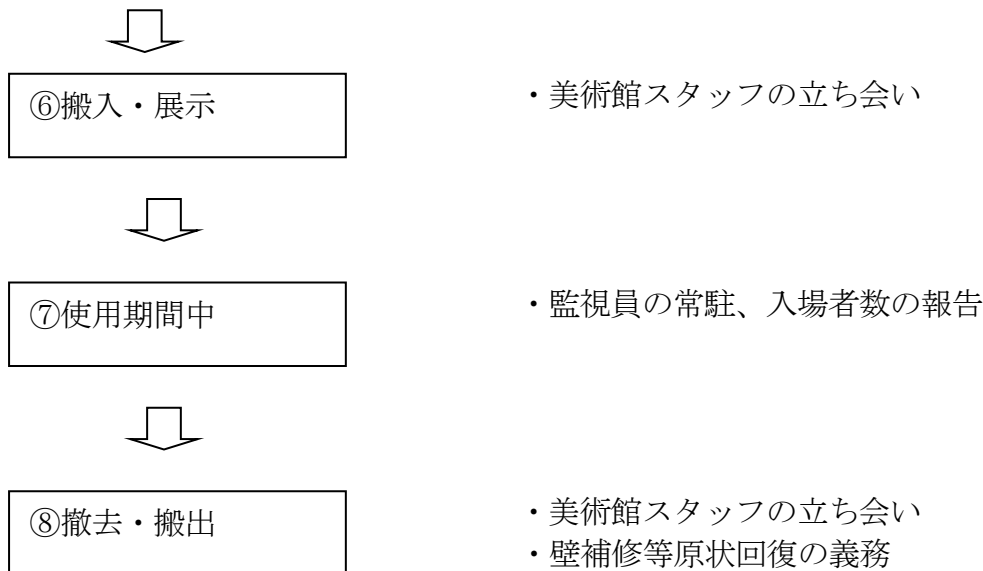 ⑥搬入・展示
・美術館スタッフの立ち会い
⑦使用期間中
・監視員の常駐、入場者数の報告
⑧撤去・搬出
・美術館スタッフの立ち会い
・壁補修等原状回復の義務